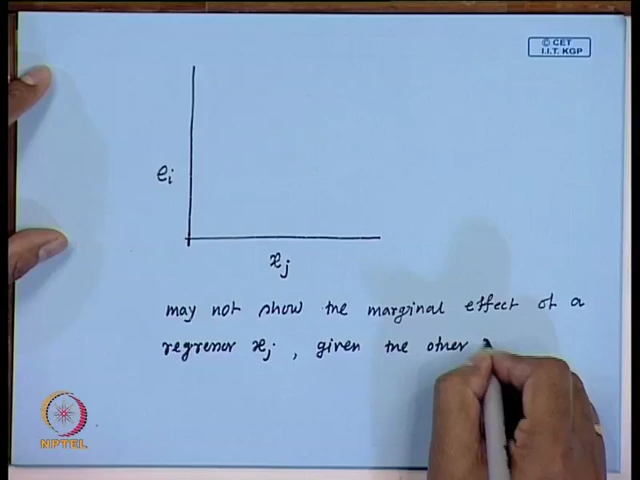 © CET
I.I.T. KGP
ei
xj
may not show the marginal effect of a
regressor xj , given the other
NPTEL